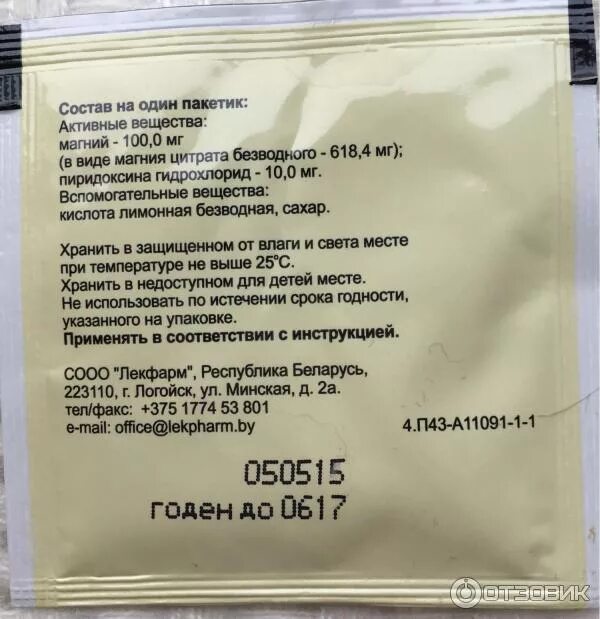 Состав на один пакетик:
Активные вещества:
магний - 100,0 мг
(в виде магния цитрата безводного - 618,4 мг);
пиридоксина гидрохлорид - 10,0 мг.
Вспомогательные вещества:
кислота лимонная безводная, сахар.
Хранить в защищенном от влаги и света месте
при температуре не выше 25°С.
Хранить в недоступном для детей месте.
Не использовать по истечении срока годности,
указанного на упаковке.
Применять в соответствии с инструкцией.
СООО "Лекфарм", Республика Беларусь,
223110, г. Логойск, ул. Минская, д. 2а.
тел/факс: +375 1774 53 801
e-mail: office@lekpharm.by
4.П43-А11091-1-1
050515
годен до 0617
ОТЗОВИК